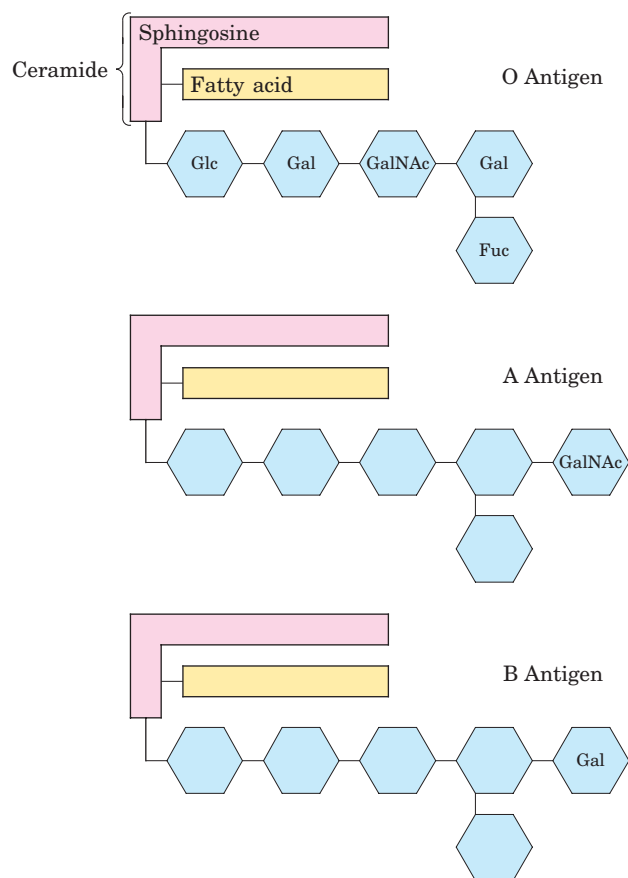 Sphingosine
Ceramide
Fatty acid
O Antigen
Glc
Gal
GalNAc
Gal
Fuc
A Antigen
GalNAc
B Antigen
Gal